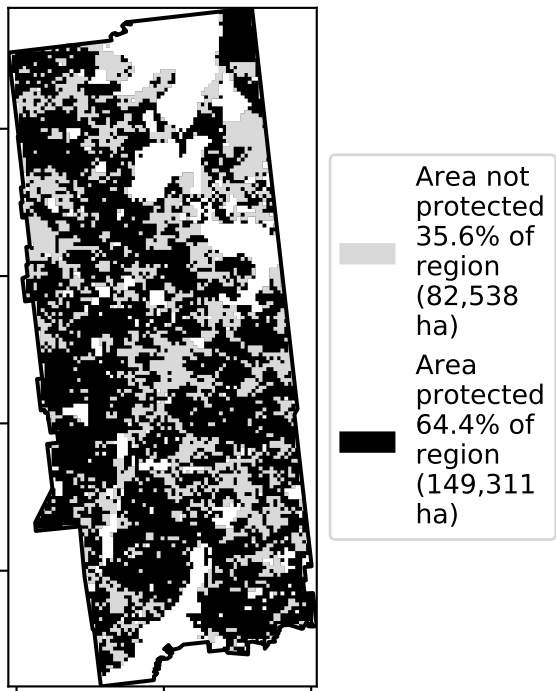 Area not
protected
35.6% of
region
(82,538
ha)
Area
protected
64.4% of
region
(149,311
ha)